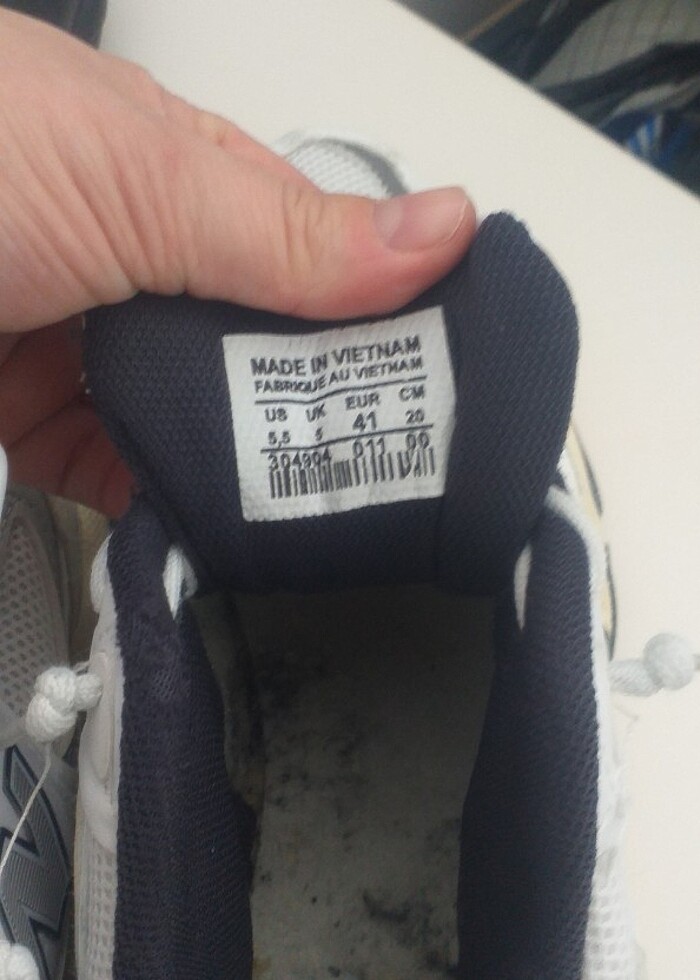 MADE IN VIETNAM
FABRIQUE AU VIETNAM
US UK EUR CM
5,5 5 41 20
304904 011 00